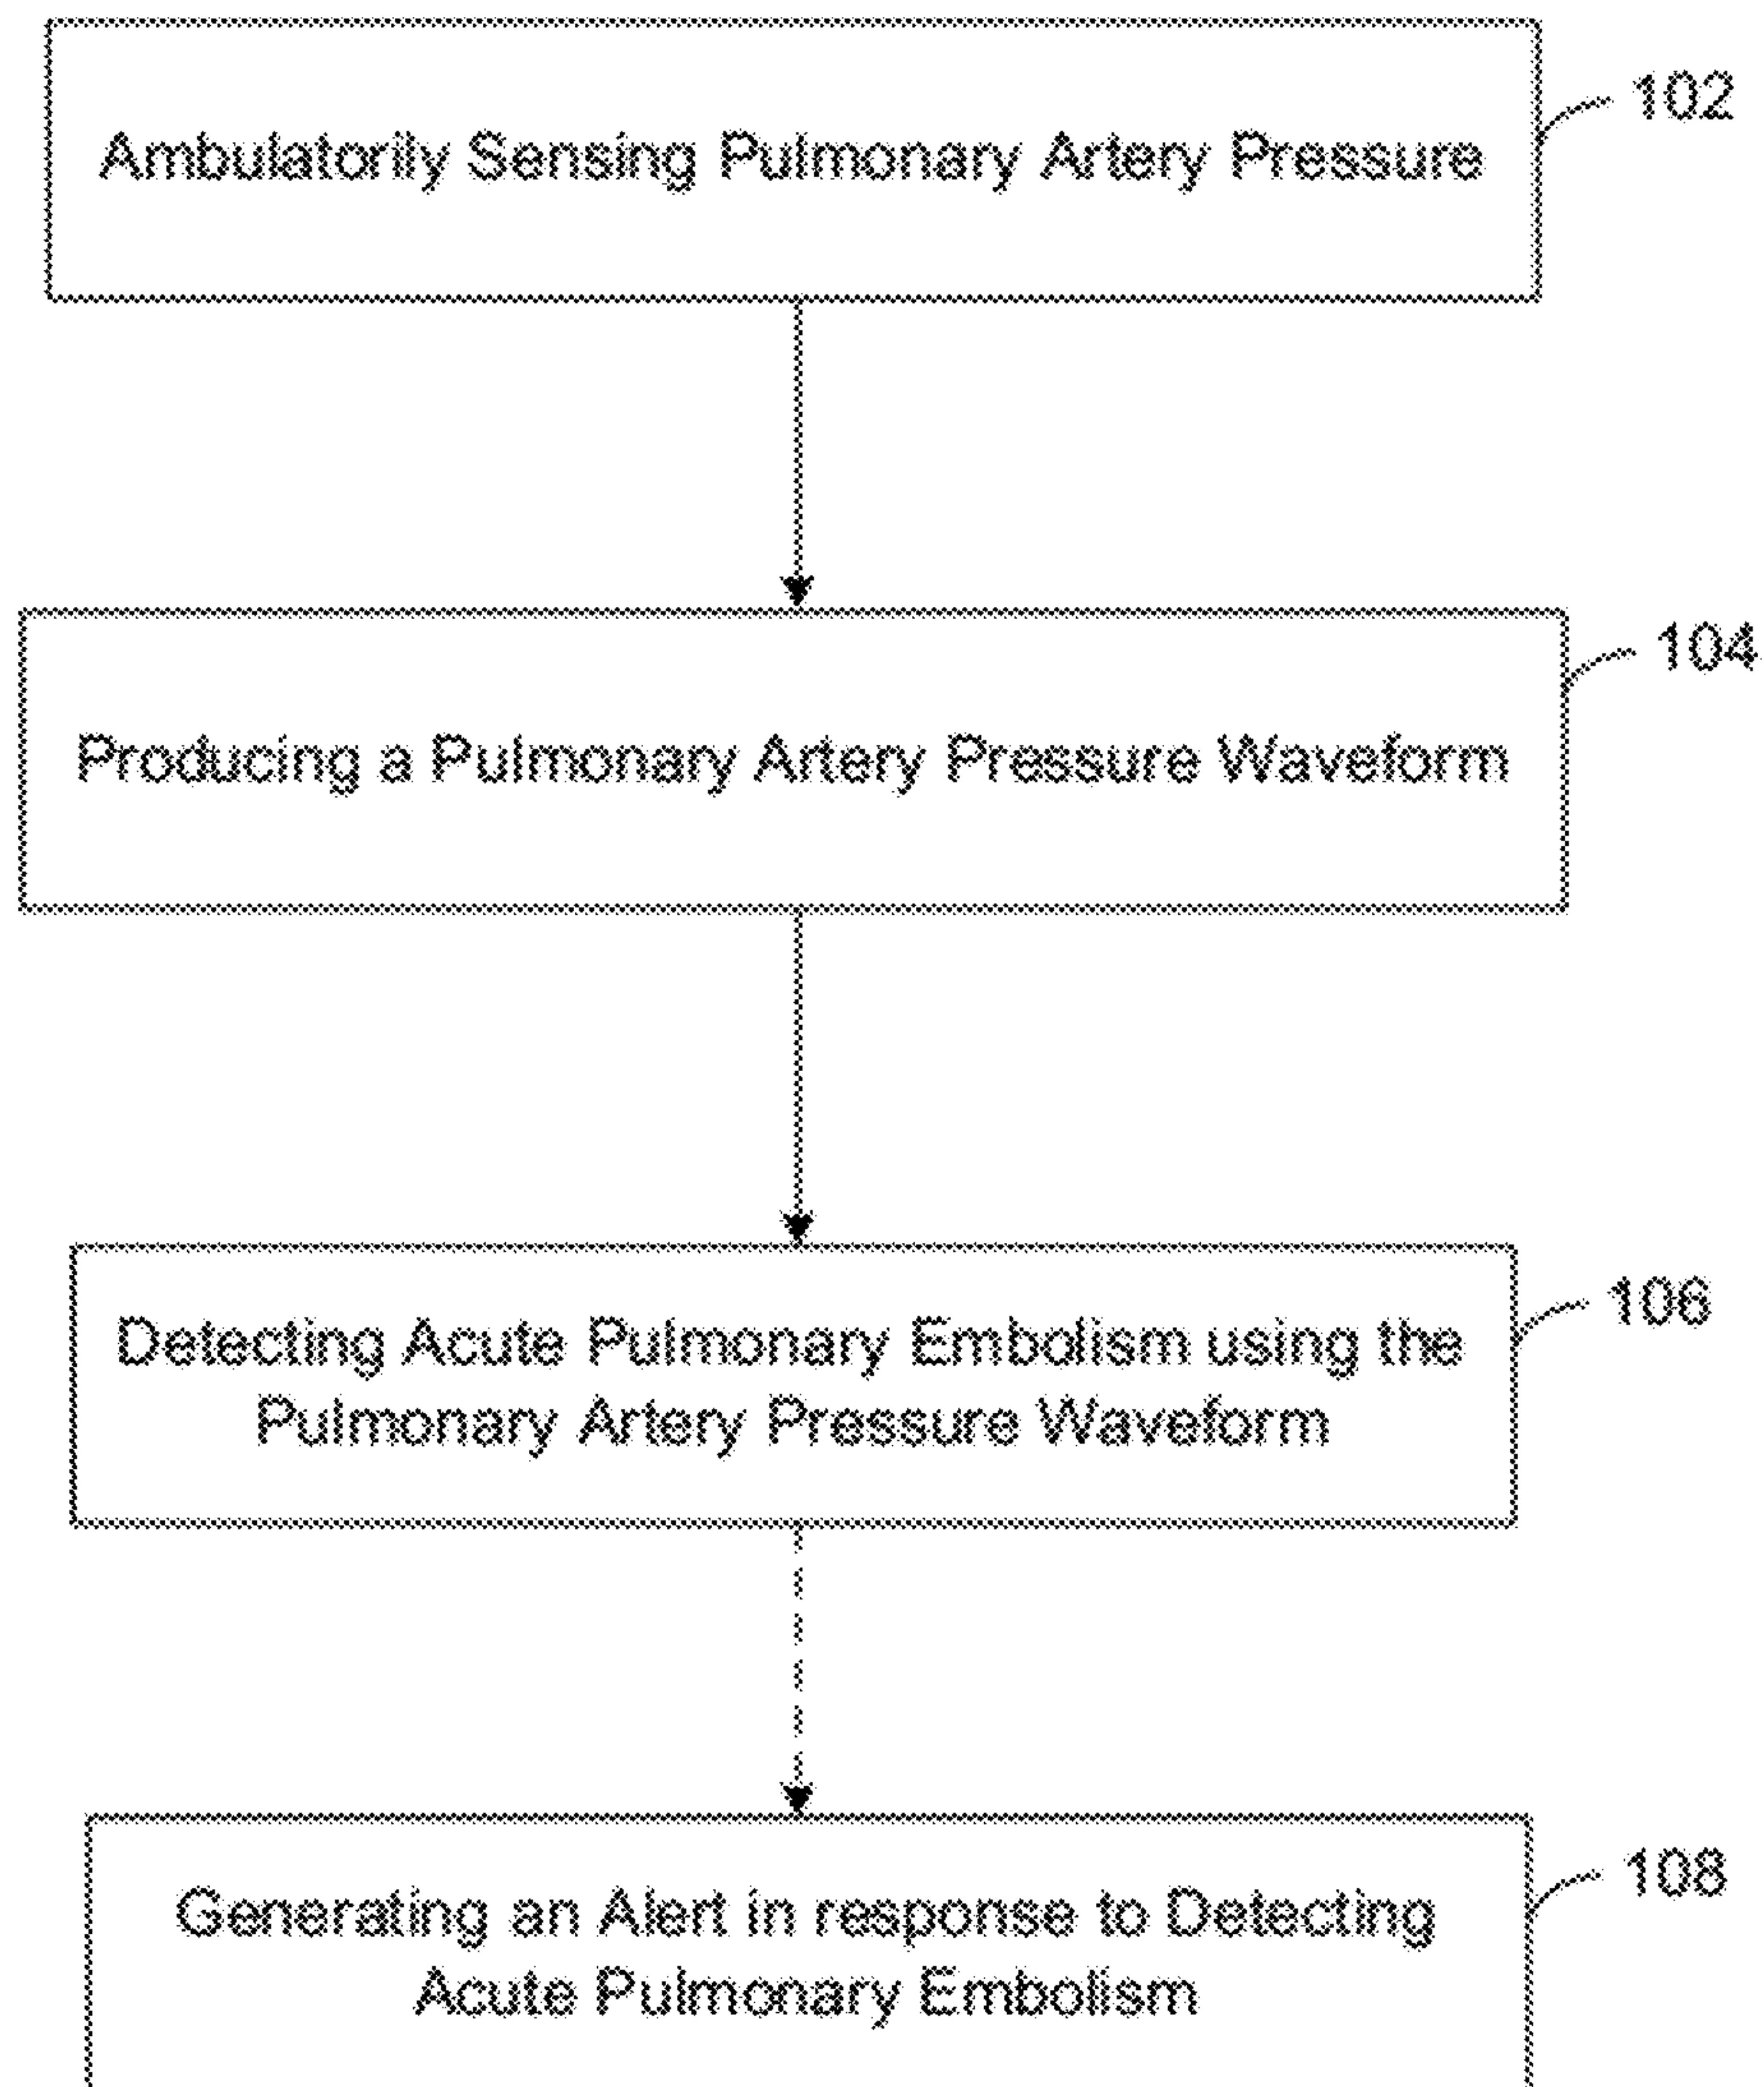 Ambulatorily Sensing Pulmonary Artery Pressure
102
Producing a Pulmonary Artery Pressure Waveform
104
Detecting Acute Pulmonary Embolism using the
Pulmonary Artery Pressure Waveform
106
Generating an Alert in response to Detecting
Acute Pulmonary Embolism
108